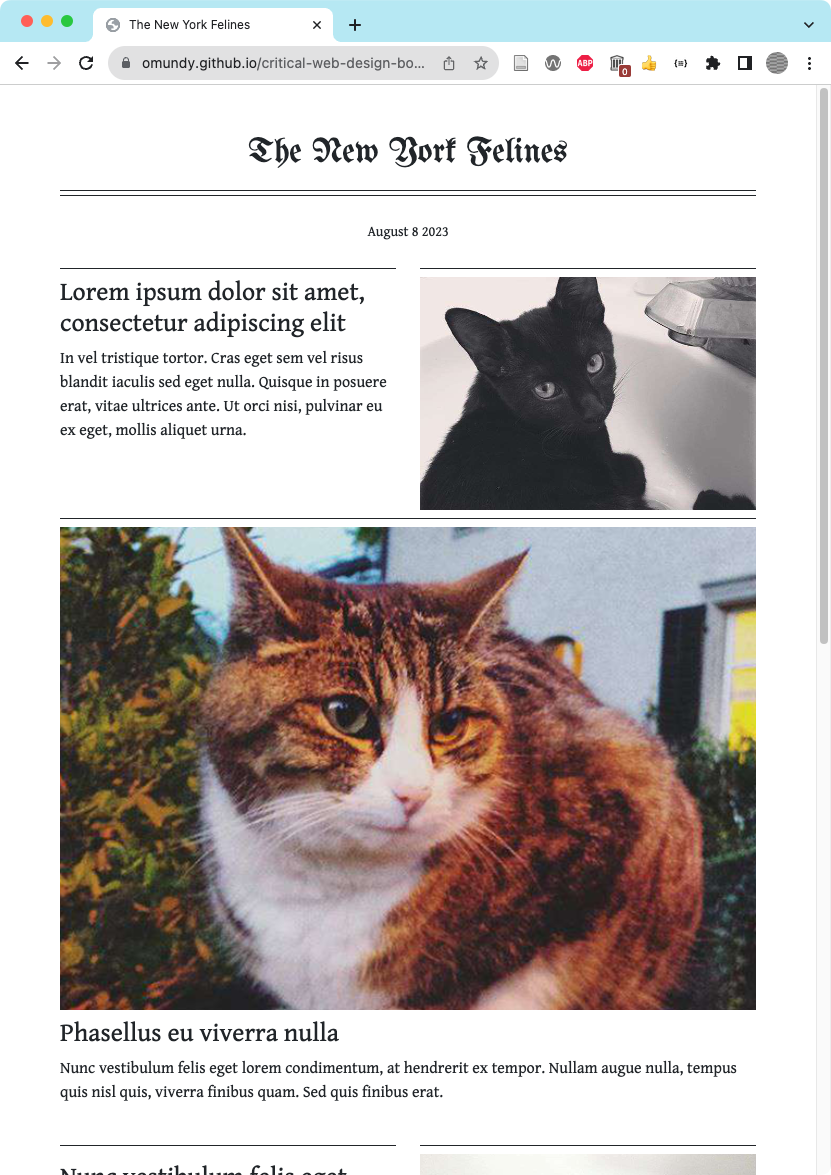 The New York Felines
omundy.github.io/critical-web-design-bo...
ABP
0
The New York Felines
August 8 2023
Lorem ipsum dolor sit amet,
consectetur adipiscing elit
In vel tristique tortor. Cras eget sem vel risus
blandit iaculis sed eget nulla. Quisque in posuere
erat, vitae ultrices ante. Ut orci nisi, pulvinar eu
ex eget, mollis aliquet urna.
Phasellus eu viverra nulla
Nunc vestibulum felis eget lorem condimentum, at hendrerit ex tempor. Nullam augue nulla, tempus
quis nisl quis, viverra finibus quam. Sed quis finibus erat.
Nunc vestibulum felis eget